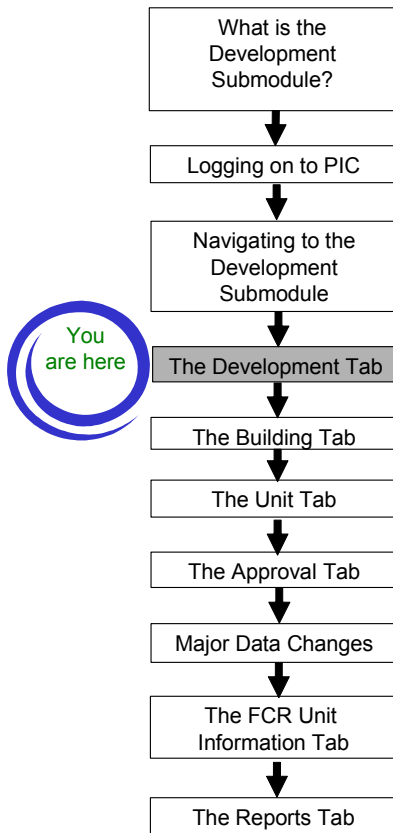 What is the
Development
Submodule?
Logging on to PIC
Navigating to the
Development
Submodule
You
are here
The Development Tab
The Building Tab
The Unit Tab
The Approval Tab
Major Data Changes
The FCR Unit
Information Tab
The Reports Tab